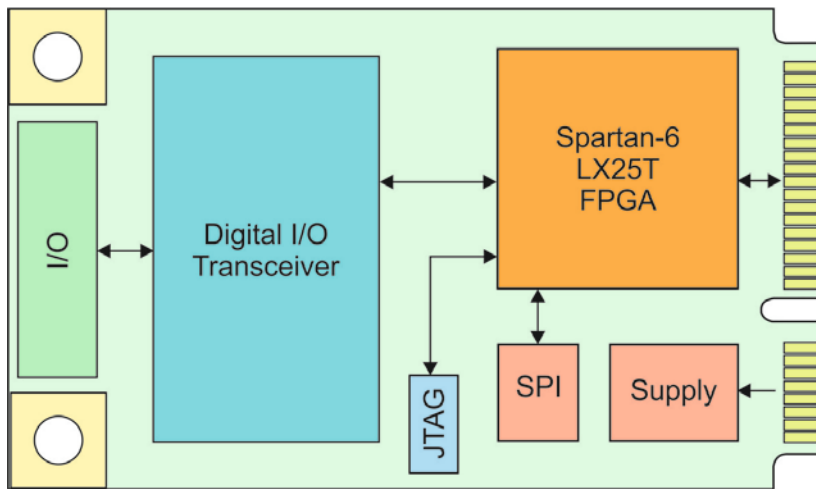 I/O
Digital I/O
Transceiver
Spartan-6
LX25T
FPGA
JTAG
SPI
Supply